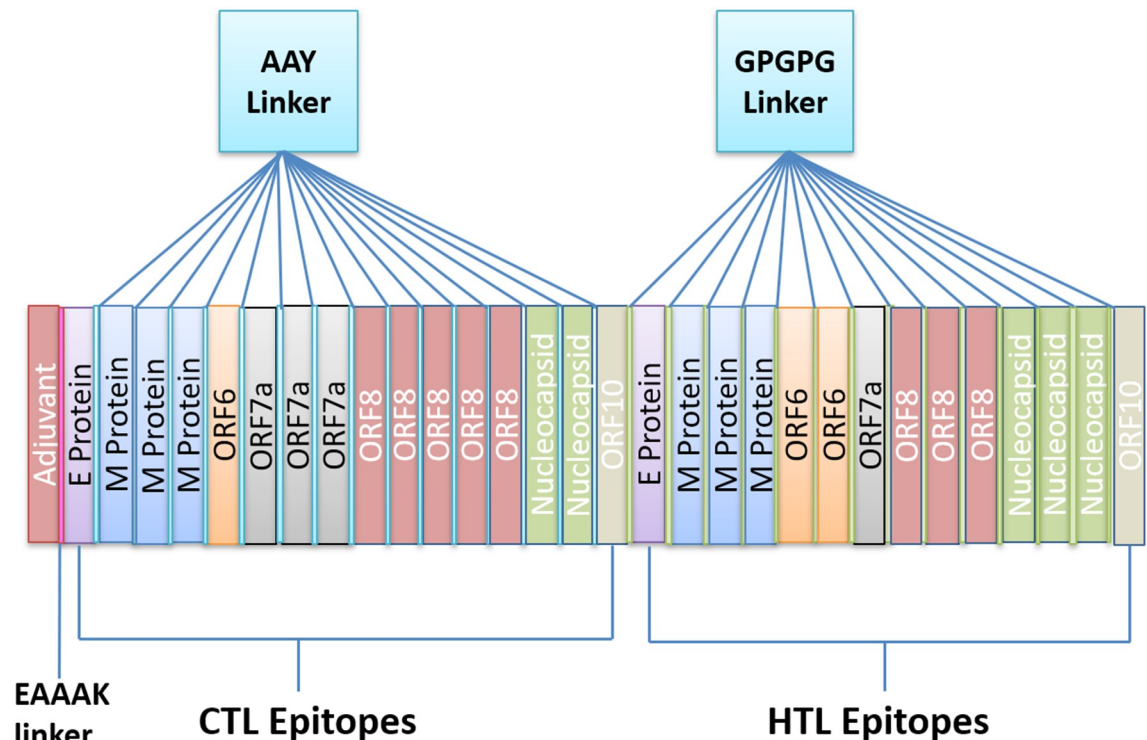 AAY
Linker
GPGPG
Linker
Adiuvant
E Protein
M Protein
M Protein
M Protein
ORF6
ORF7a
ORF7a
ORF7a
ORF8
ORF8
ORF8
ORF8
ORF8
Nucleocapsid
Nucleocapsid
ORF10
E Protein
M Protein
M Protein
M Protein
ORF6
ORF6
ORF7a
ORF8
ORF8
ORF8
Nucleocapsid
Nucleocapsid
Nucleocapsid
ORF10
EAAAK
linker
CTL Epitopes
HTL Epitopes